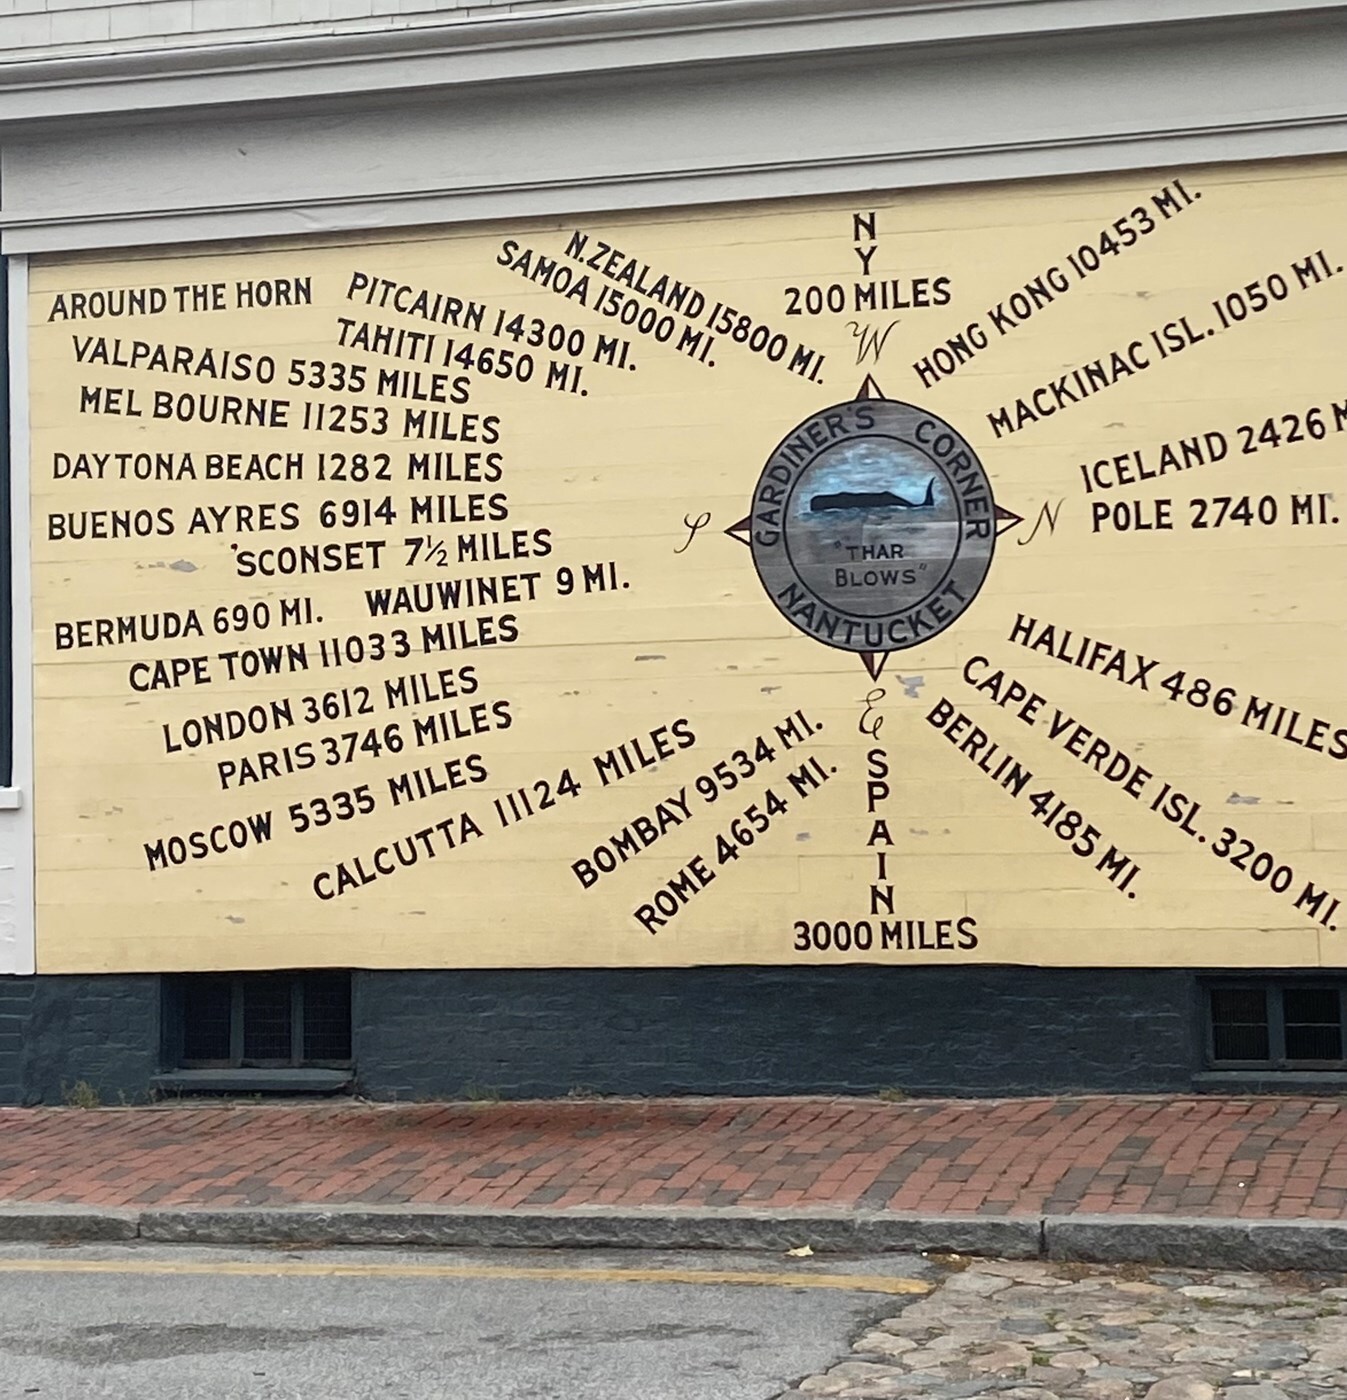 AROUND THE HORN
PITCAIRN 14300 MI.
TAHITI 14650 MI.
SAMOA 15000 MI.
N.ZEALAND 15800 MI.
VALPARAISO 5335 MILES
MEL BOURNE 11253 MILES
DAYTONA BEACH 1282 MILES
BUENOS AYRES 6914 MILES
'SCONSET 7½ MILES
BERMUDA 690 MI.
WAUWINET 9 MI.
CAPE TOWN 11033 MILES
LONDON 3612 MILES
PARIS 3746 MILES
MOSCOW 5335 MILES
CALCUTTA 11124 MILES
BOMBAY 9534 MI.
ROME 4654 MI.
N
Y
200 MILES
W
S
GARDINER'S CORNER
"THAR
BLOWS"
NANTUCKET
N
E
S
P
A
I
N
3000 MILES
HONG KONG 10453 MI.
MACKINAC ISL. 1050 MI.
ICELAND 2426 M
POLE 2740 MI.
HALIFAX 486 MILES
CAPE VERDE ISL. 3200 MI.
BERLIN 4185 MI.